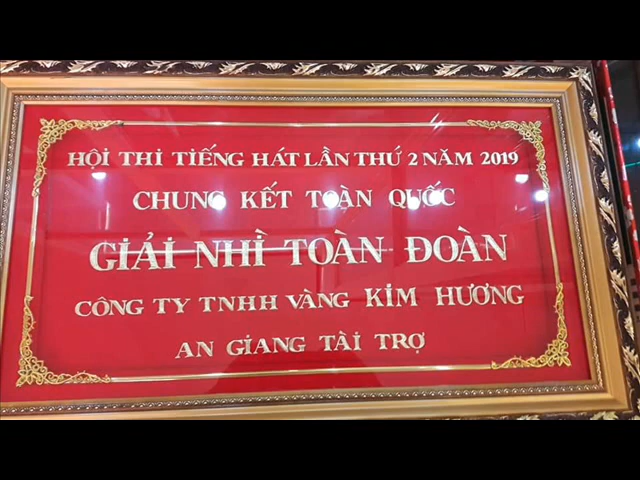 HỘI THI TIẾNG HÁT LẦN THỨ 2 NĂM 2019
CHUNG KẾT TOÀN QUỐC
GIẢI NHÌ TOÀN ĐOÀN
CÔNG TY TNHH VÀNG KIM HƯƠNG
AN GIANG TÀI TRỢ